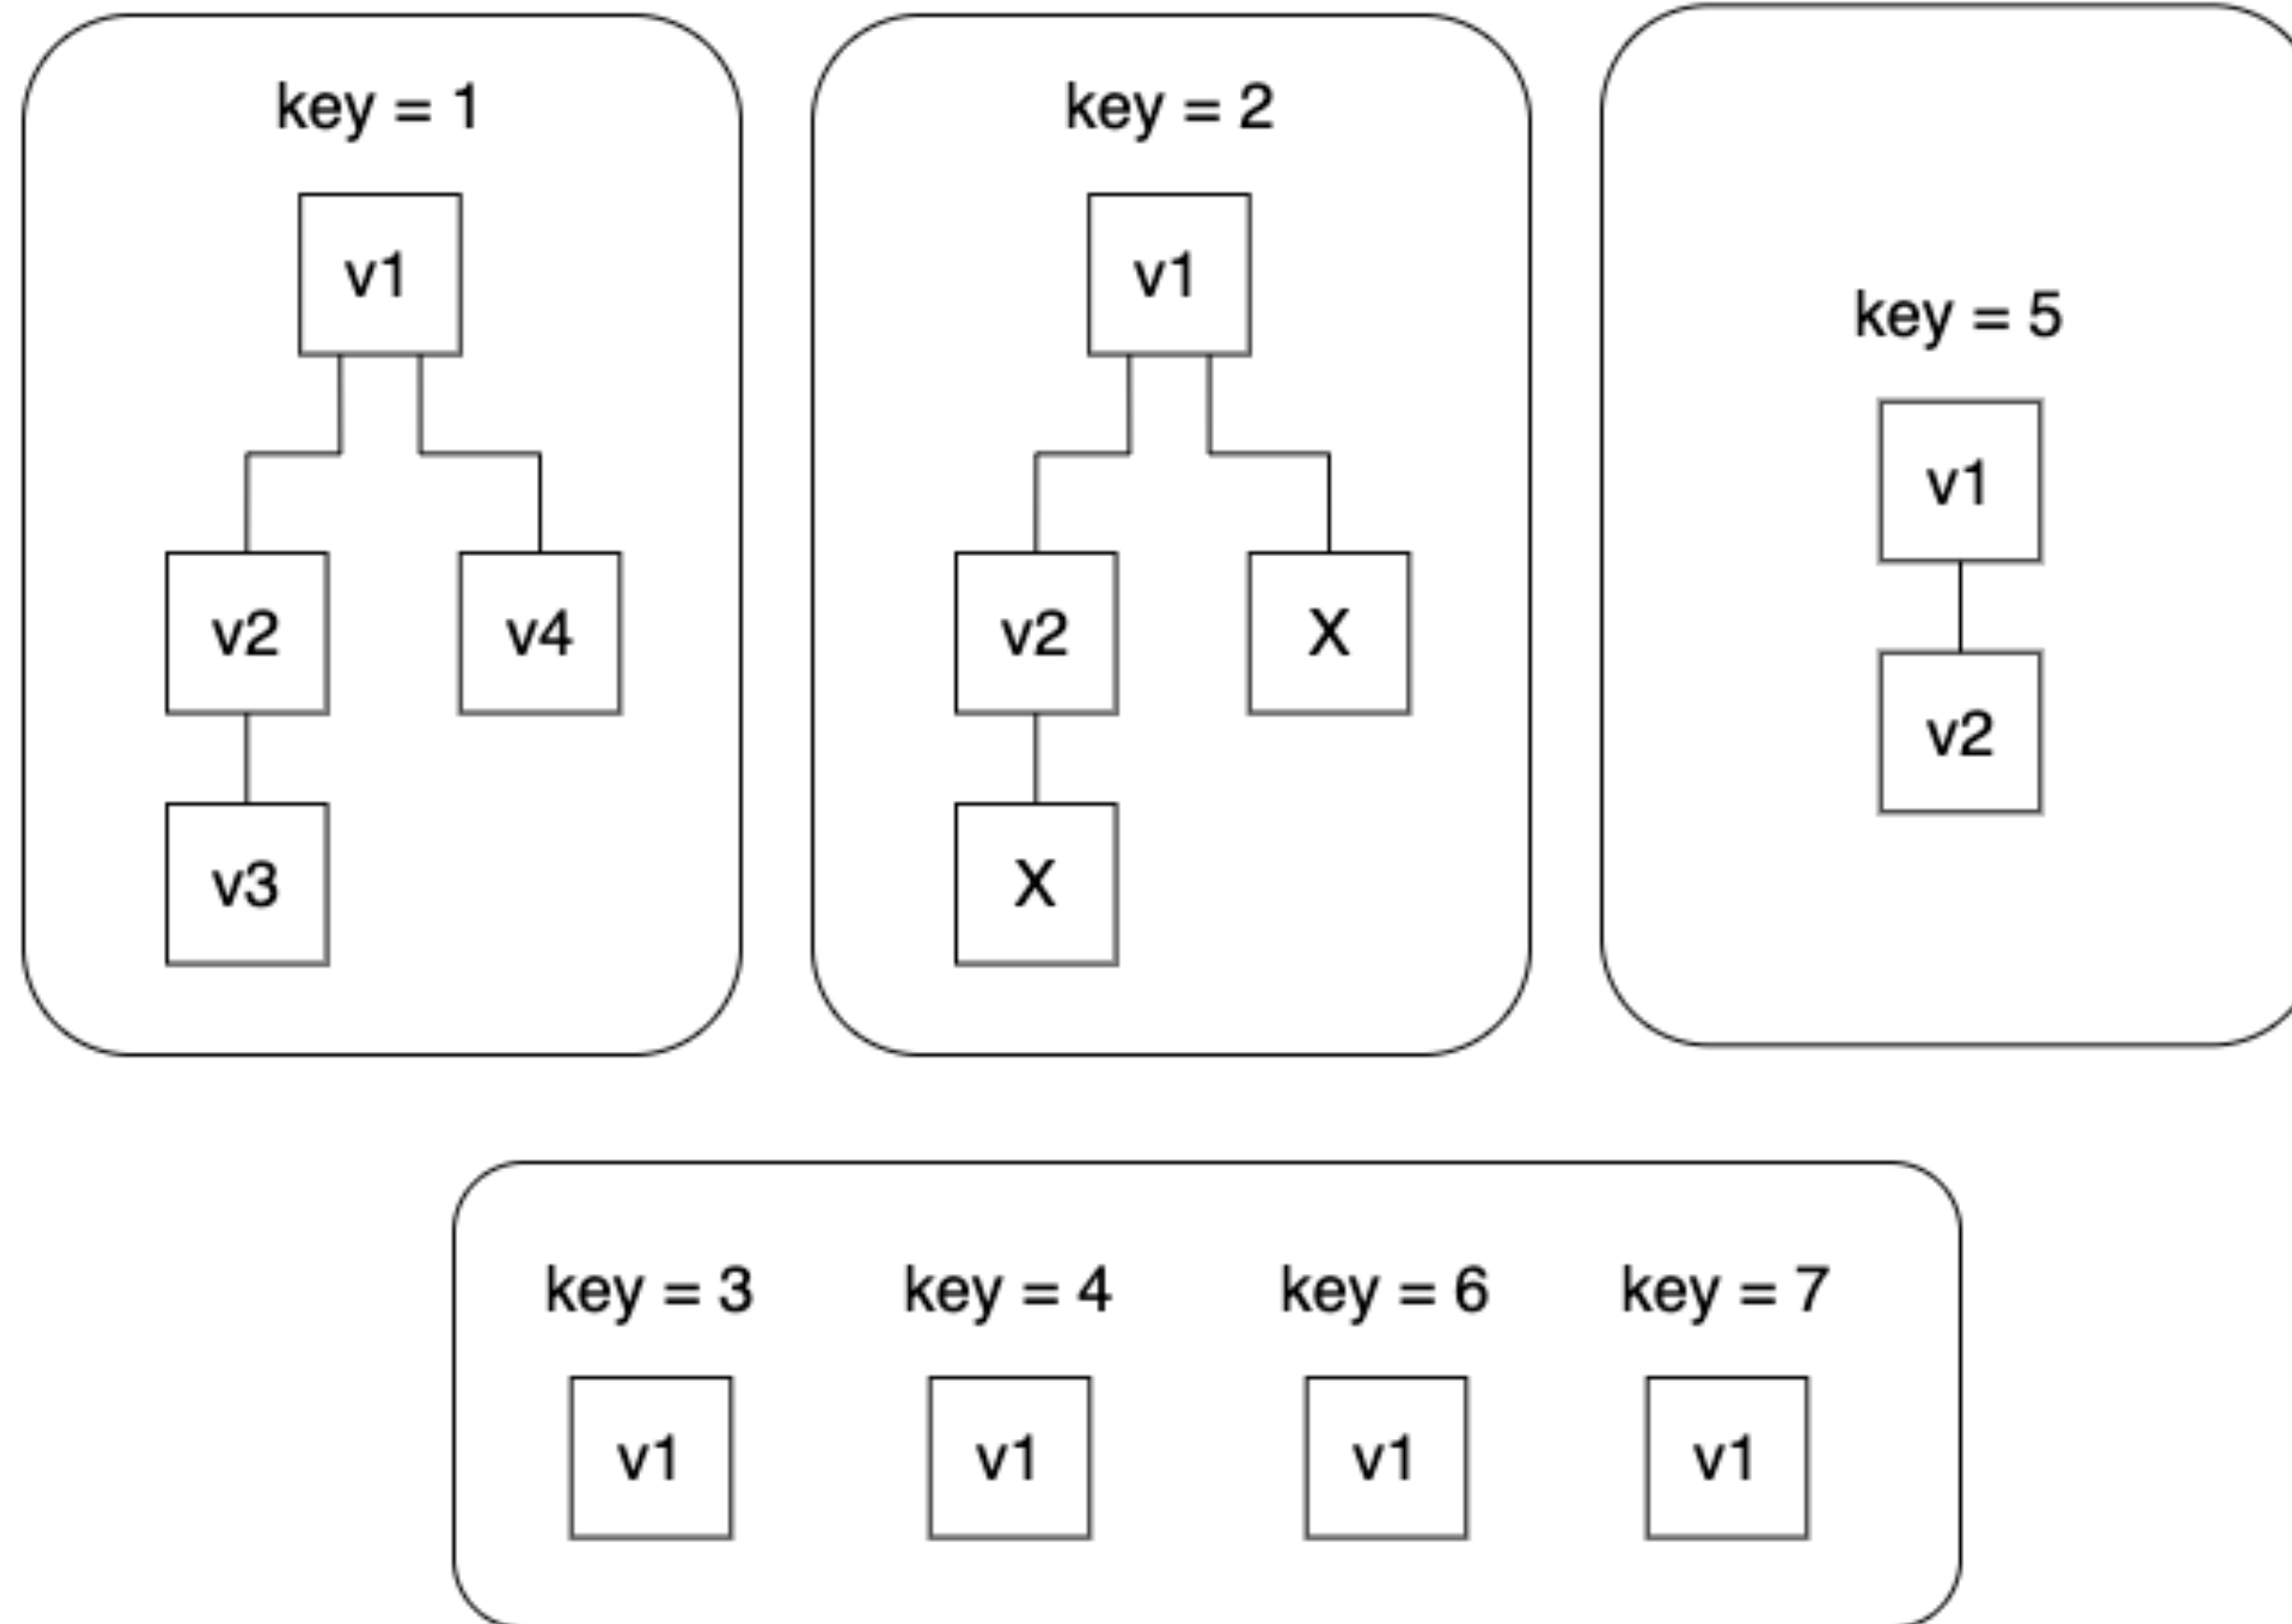 key = 1
v1
v2
v4
v3
key = 2
v1
v2
X
X
key = 5
v1
v2
key = 3
key = 4
key = 6
key = 7
v1
v1
v1
v1